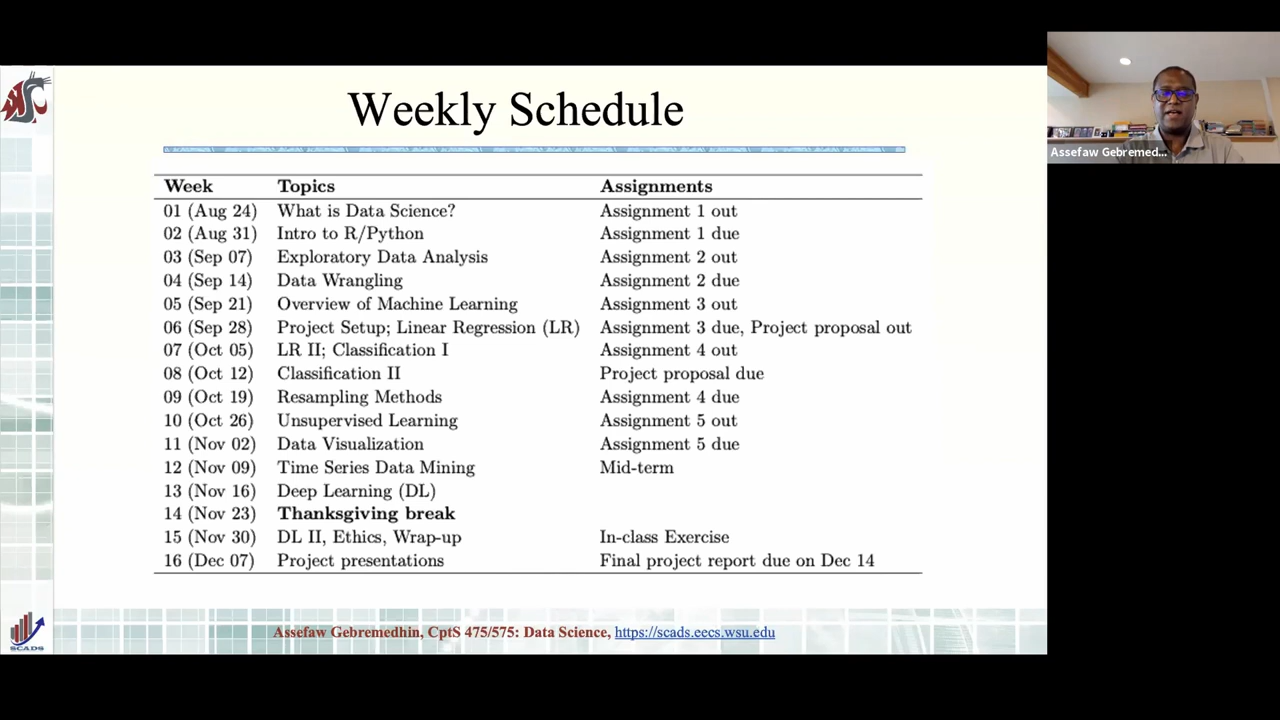 Weekly Schedule
Week Topics Assignments
01 (Aug 24) What is Data Science? Assignment 1 out
02 (Aug 31) Intro to R/Python Assignment 1 due
03 (Sep 07) Exploratory Data Analysis Assignment 2 out
04 (Sep 14) Data Wrangling Assignment 2 due
05 (Sep 21) Overview of Machine Learning Assignment 3 out
06 (Sep 28) Project Setup; Linear Regression (LR) Assignment 3 due, Project proposal out
07 (Oct 05) LR II; Classification I Assignment 4 out
08 (Oct 12) Classification II Project proposal due
09 (Oct 19) Resampling Methods Assignment 4 due
10 (Oct 26) Unsupervised Learning Assignment 5 out
11 (Nov 02) Data Visualization Assignment 5 due
12 (Nov 09) Time Series Data Mining Mid-term
13 (Nov 16) Deep Learning (DL)
14 (Nov 23) Thanksgiving break
15 (Nov 30) DL II, Ethics, Wrap-up In-class Exercise
16 (Dec 07) Project presentations Final project report due on Dec 14
Assefaw Gebremedhin, CptS 475/575: Data Science, https://scads.eecs.wsu.edu
SCADS
Assefaw Gebremed...